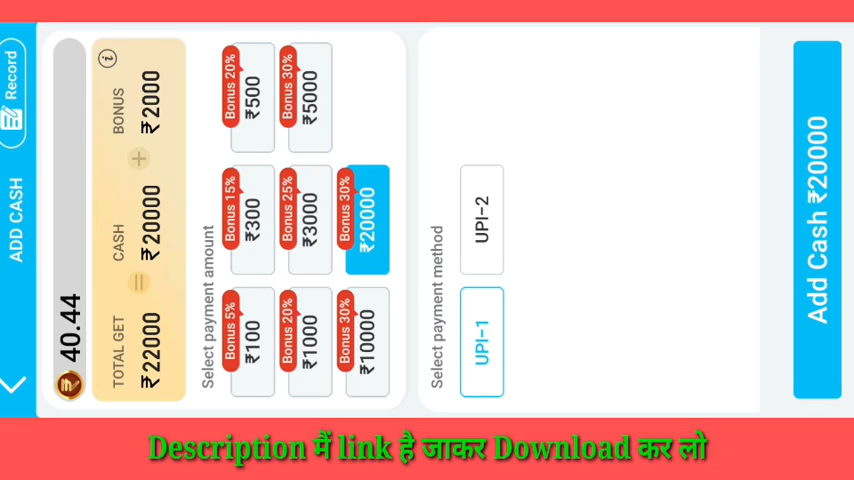 ADD CASH
Record
40.44
TOTAL GET = CASH + BONUS
₹22000 ₹20000 ₹2000
Select payment amount
Bonus 5% Bonus 15% Bonus 20%
₹100 ₹300 ₹500
Bonus 20% Bonus 25% Bonus 30%
₹1000 ₹3000 ₹5000
Bonus 30% Bonus 30%
₹10000 ₹20000
Select payment method
UPI-1 UPI-2
Add Cash ₹20000
Description मैं link है जाकर Download कर लो